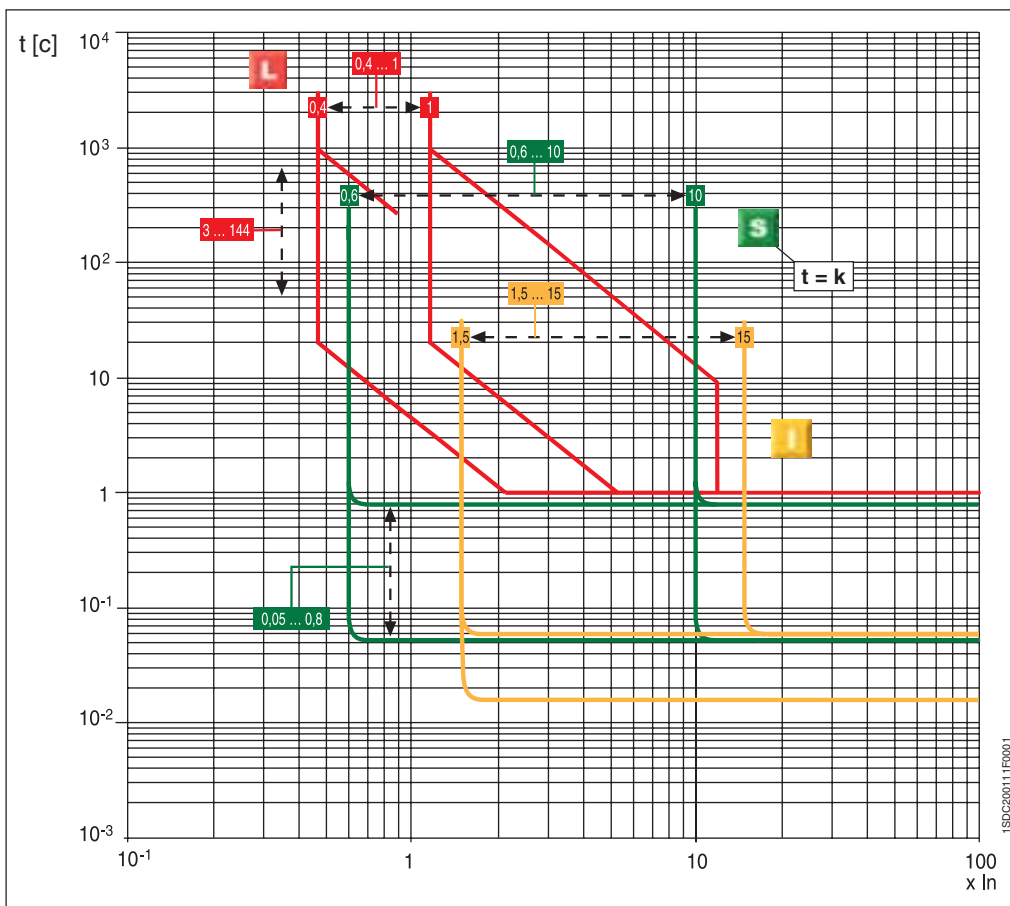 t [c]
10⁴
L
0,4 ... 1
0,4
1
10³
0,6 ... 10
0,6
10
3 ... 144
S
t = k
10²
1,5 ... 15
1,5
15
10
I
1
10⁻¹
0,05 ... 0,8
10⁻²
10⁻³
10⁻¹
1
10
100
x In
1SDC200111F0001